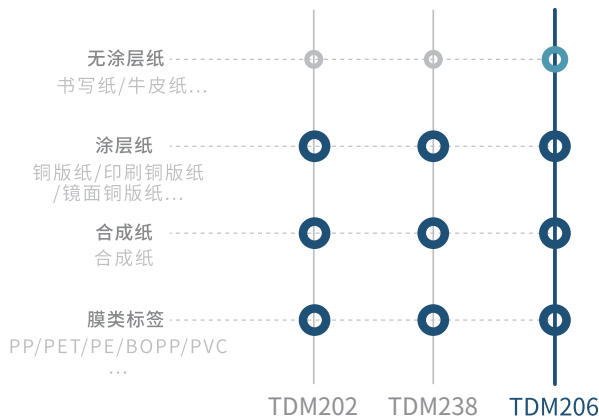 无涂层纸
书写纸/牛皮纸...
涂层纸
铜版纸/印刷铜版纸
/镜面铜版纸...
合成纸
合成纸
膜类标签
PP/PET/PE/BOPP/PVC
...
TDM202 TDM238 TDM206